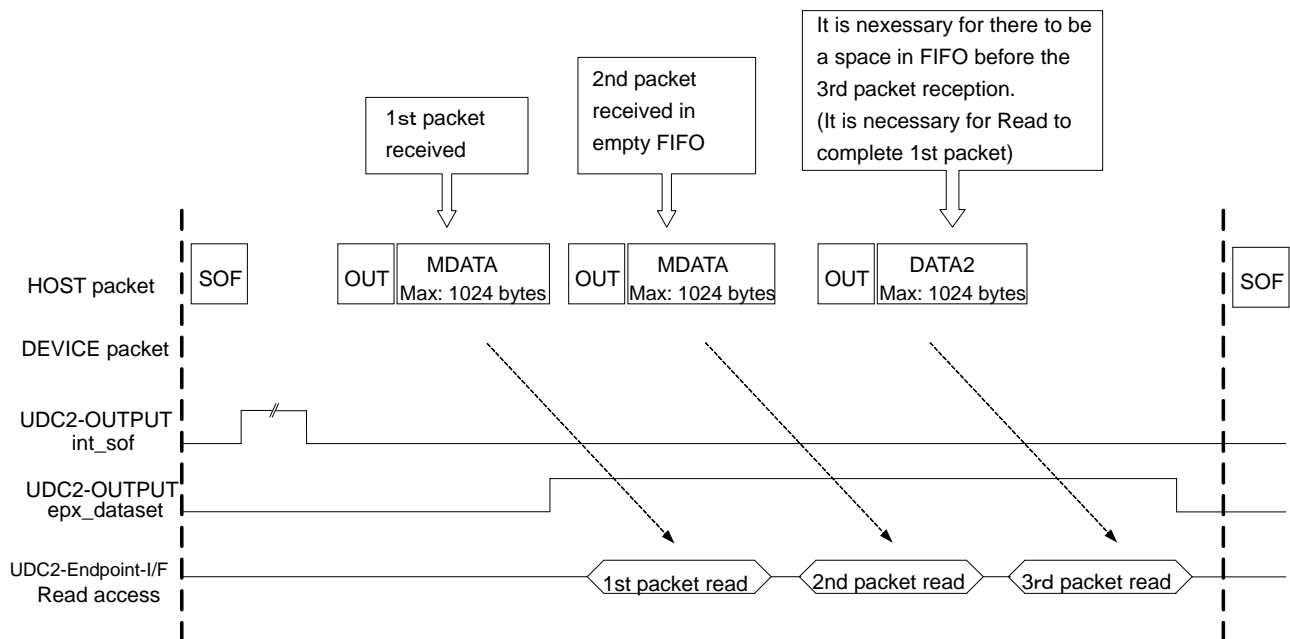 It is nexessary for there to be
a space in FIFO before the
3rd packet reception.
(It is necessary for Read to
complete 1st packet)
2nd packet
received in
empty FIFO
1st packet
received
HOST packet
SOF
OUT
MDATA
Max: 1024 bytes
OUT
MDATA
Max: 1024 bytes
OUT
DATA2
Max: 1024 bytes
SOF
DEVICE packet
UDC2-OUTPUT
int_sof
UDC2-OUTPUT
epx_dataset
UDC2-Endpoint-I/F
Read access
1st packet read
2nd packet read
3rd packet read